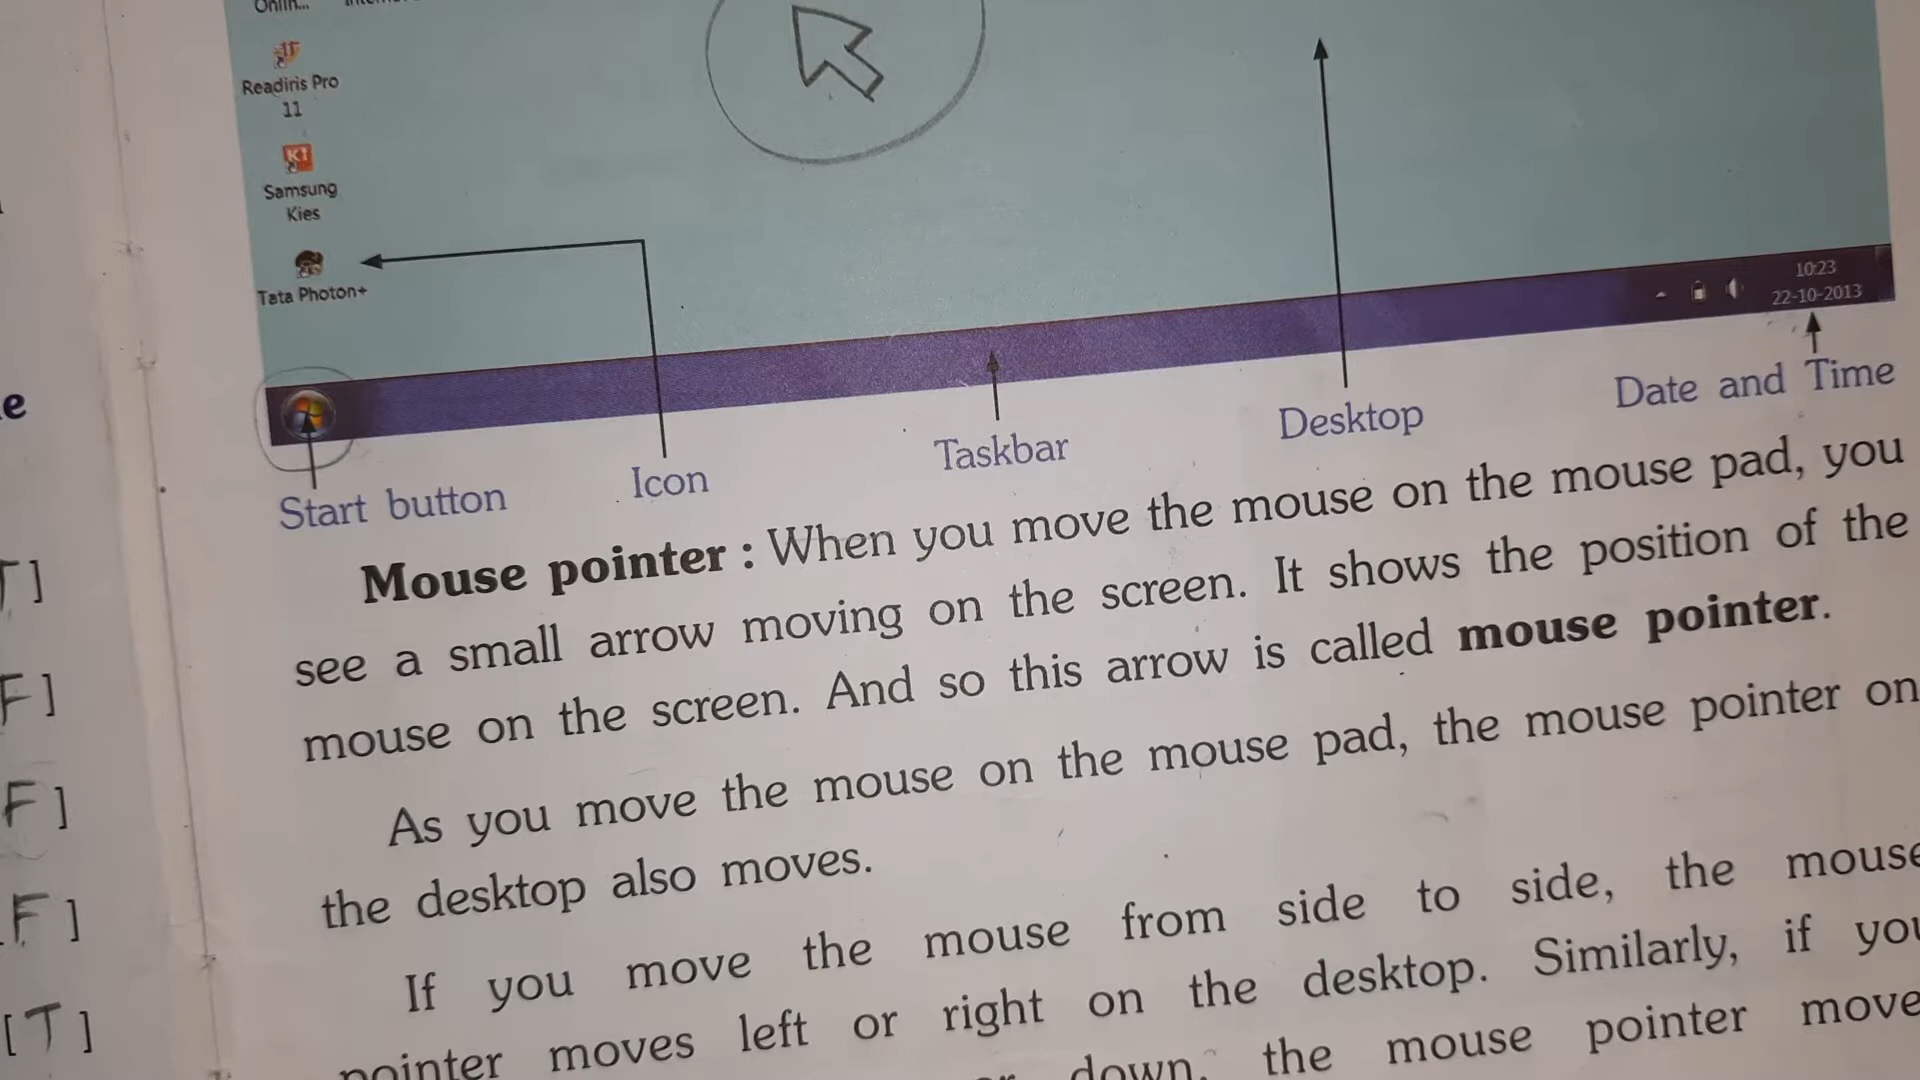 Onlin...
Readiris Pro
11
Samsung
Kies
Tata Photon+
10:23
22-10-2013
Start button
Icon
Taskbar
Desktop
Date and Time
Mouse pointer : When you move the mouse on the mouse pad, you
see a small arrow moving on the screen. It shows the position of the
mouse on the screen. And so this arrow is called mouse pointer.
As you move the mouse on the mouse pad, the mouse pointer on
the desktop also moves.
If you move the mouse from side to side, the mouse
pointer moves left or right on the desktop. Similarly, if you
down, the mouse pointer move
e
T]
F]
F]
F]
[T]